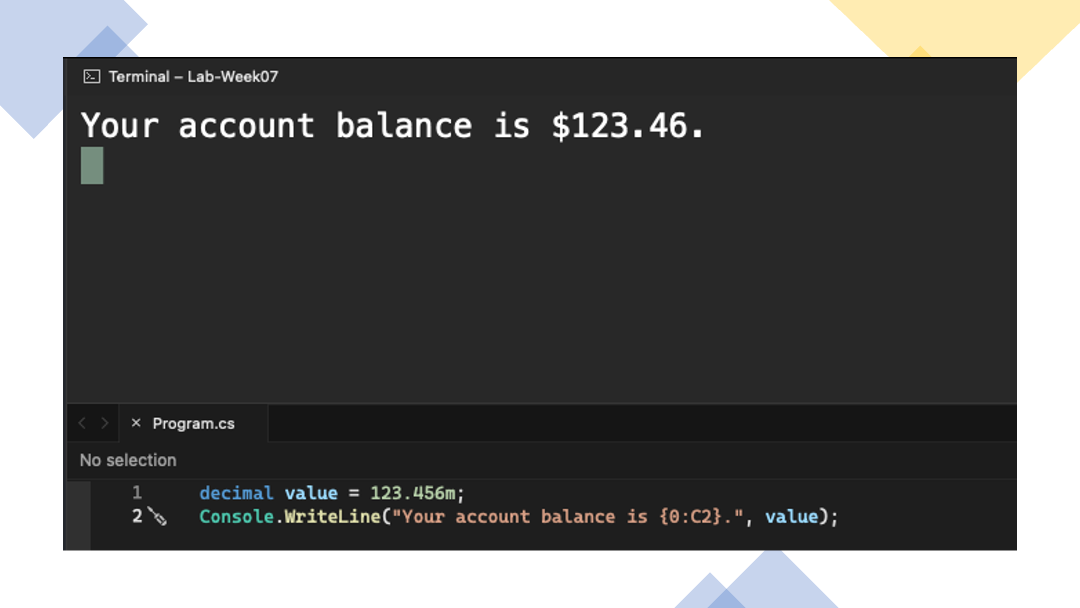 Terminal – Lab-Week07
Your account balance is $123.46.
Program.cs
No selection
1 decimal value = 123.456m;
2 Console.WriteLine("Your account balance is {0:C2}.", value);